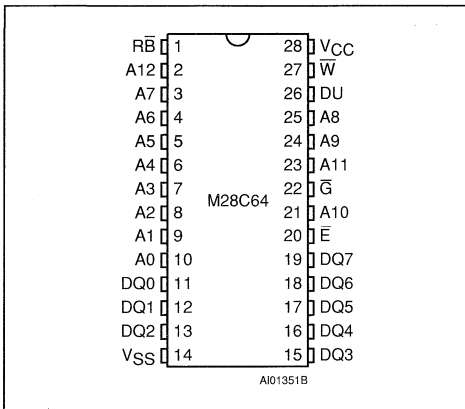 RB̅ 1 28 VCC
A12 2 27 W̅
A7 3 26 DU
A6 4 25 A8
A5 5 24 A9
A4 6 23 A11
A3 7 22 G̅
M28C64
A2 8 21 A10
A1 9 20 E̅
A0 10 19 DQ7
DQ0 11 18 DQ6
DQ1 12 17 DQ5
DQ2 13 16 DQ4
VSS 14 15 DQ3
AI01351B